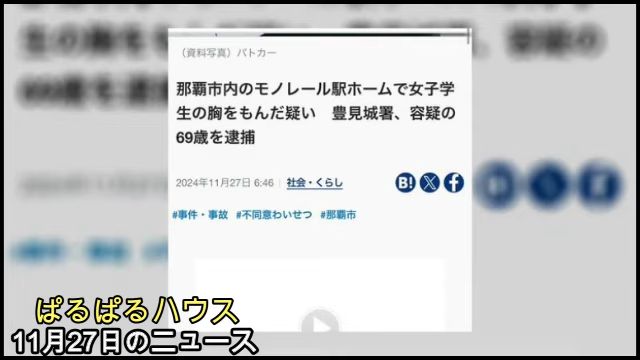 （資料写真）パトカー
那覇市内のモノレール駅ホームで女子学
生の胸をもんだ疑い　豊見城署、容疑の
69歳を逮捕
2024年11月27日 6:46
社会・くらし
B!
#事件・事故 #不同意わいせつ #那覇市
ぱるぱるハウス
11月27日のニュース